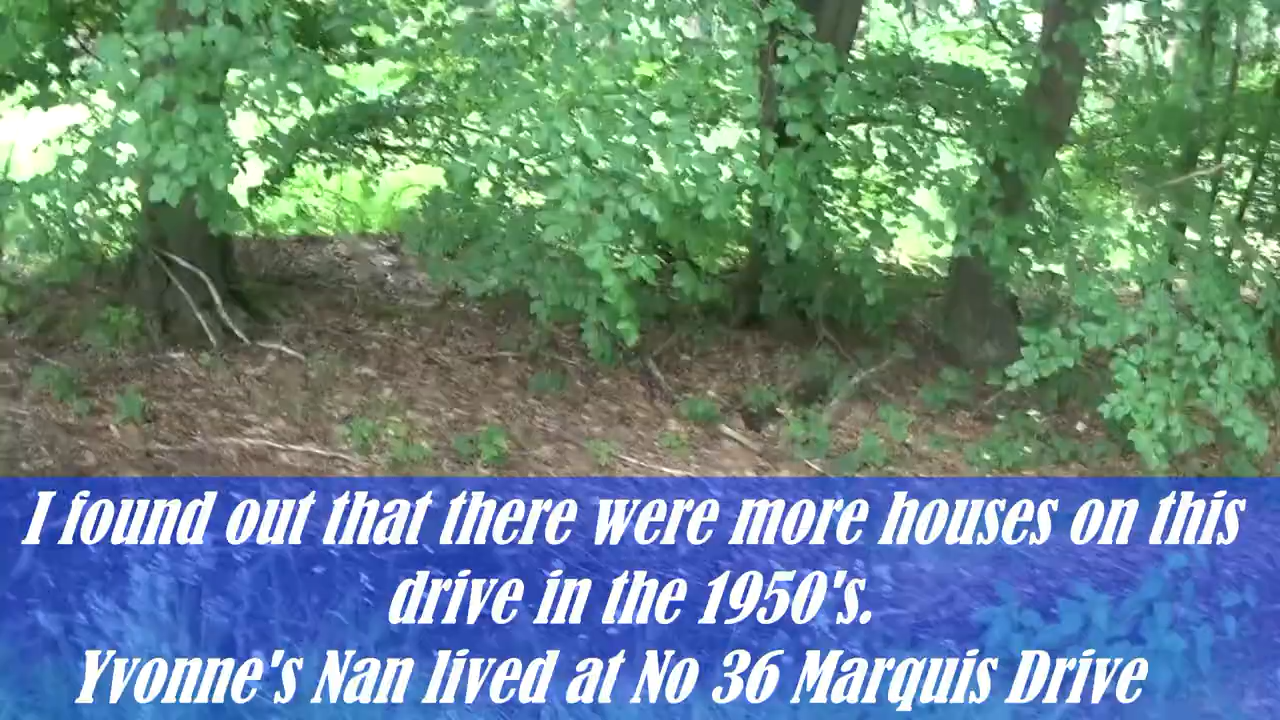 I found out that there were more houses on this
drive in the 1950's.
Yvonne's Nan lived at No 36 Marquis Drive